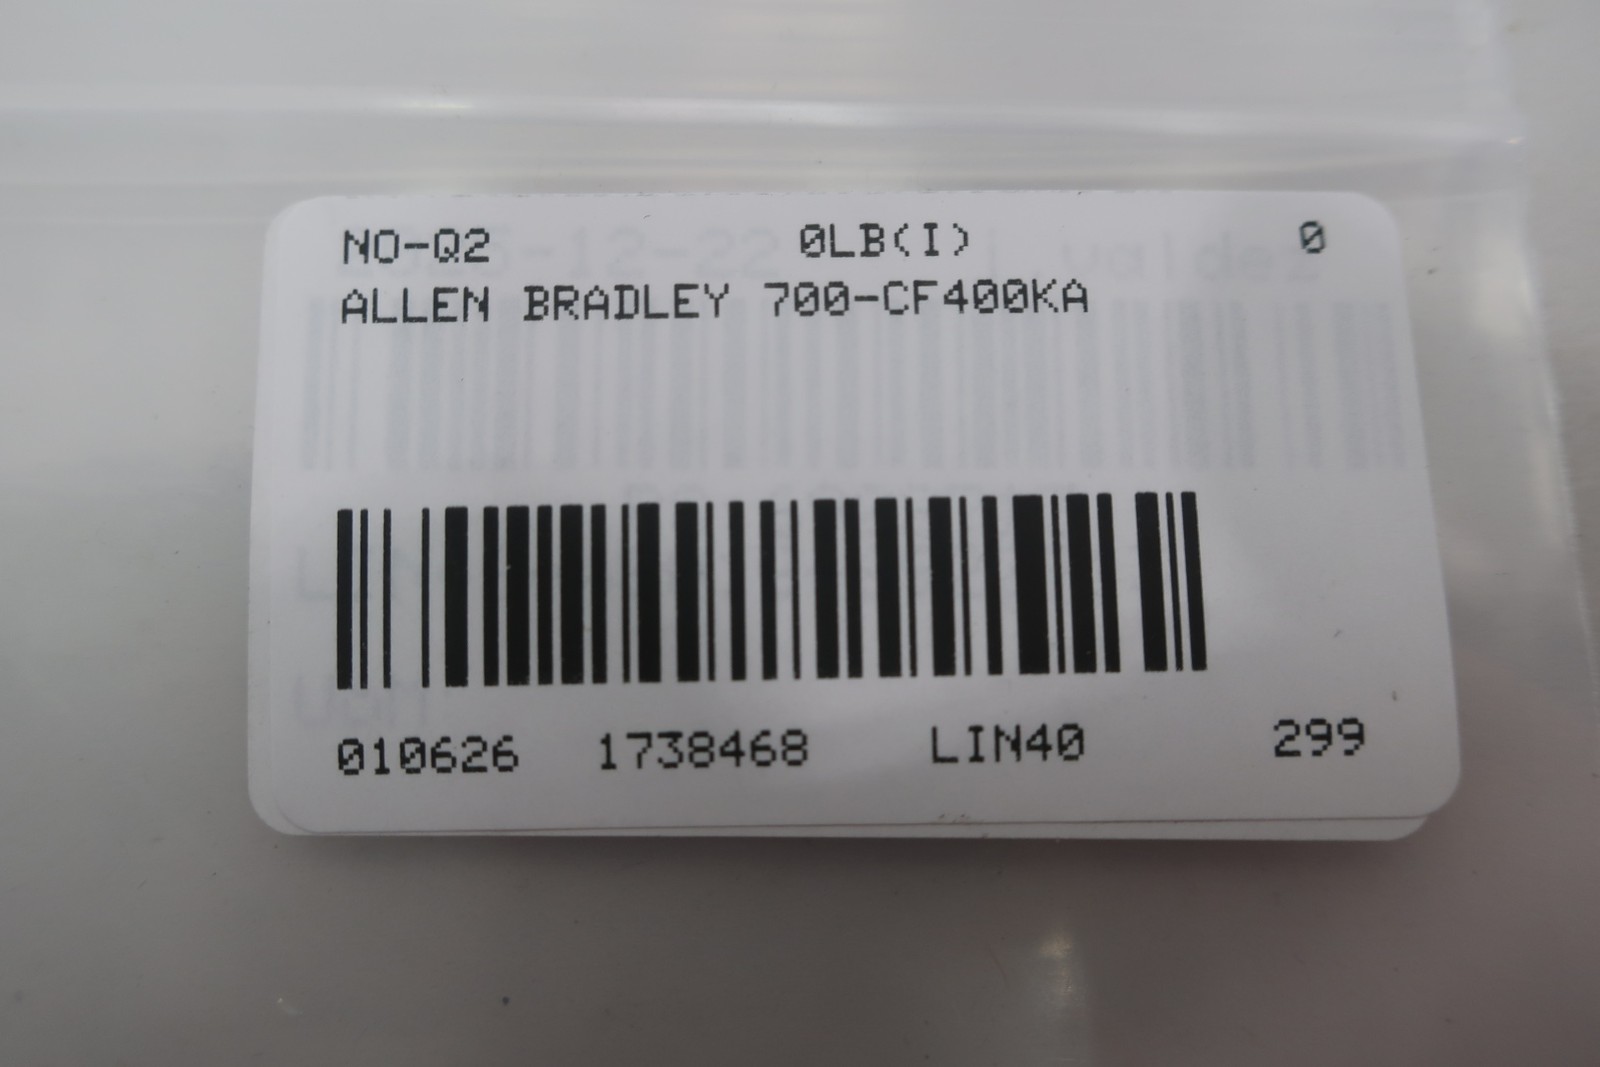 NO-Q2 0LB(I) 0
ALLEN BRADLEY 700-CF400KA
010626 1738468 LIN40 299